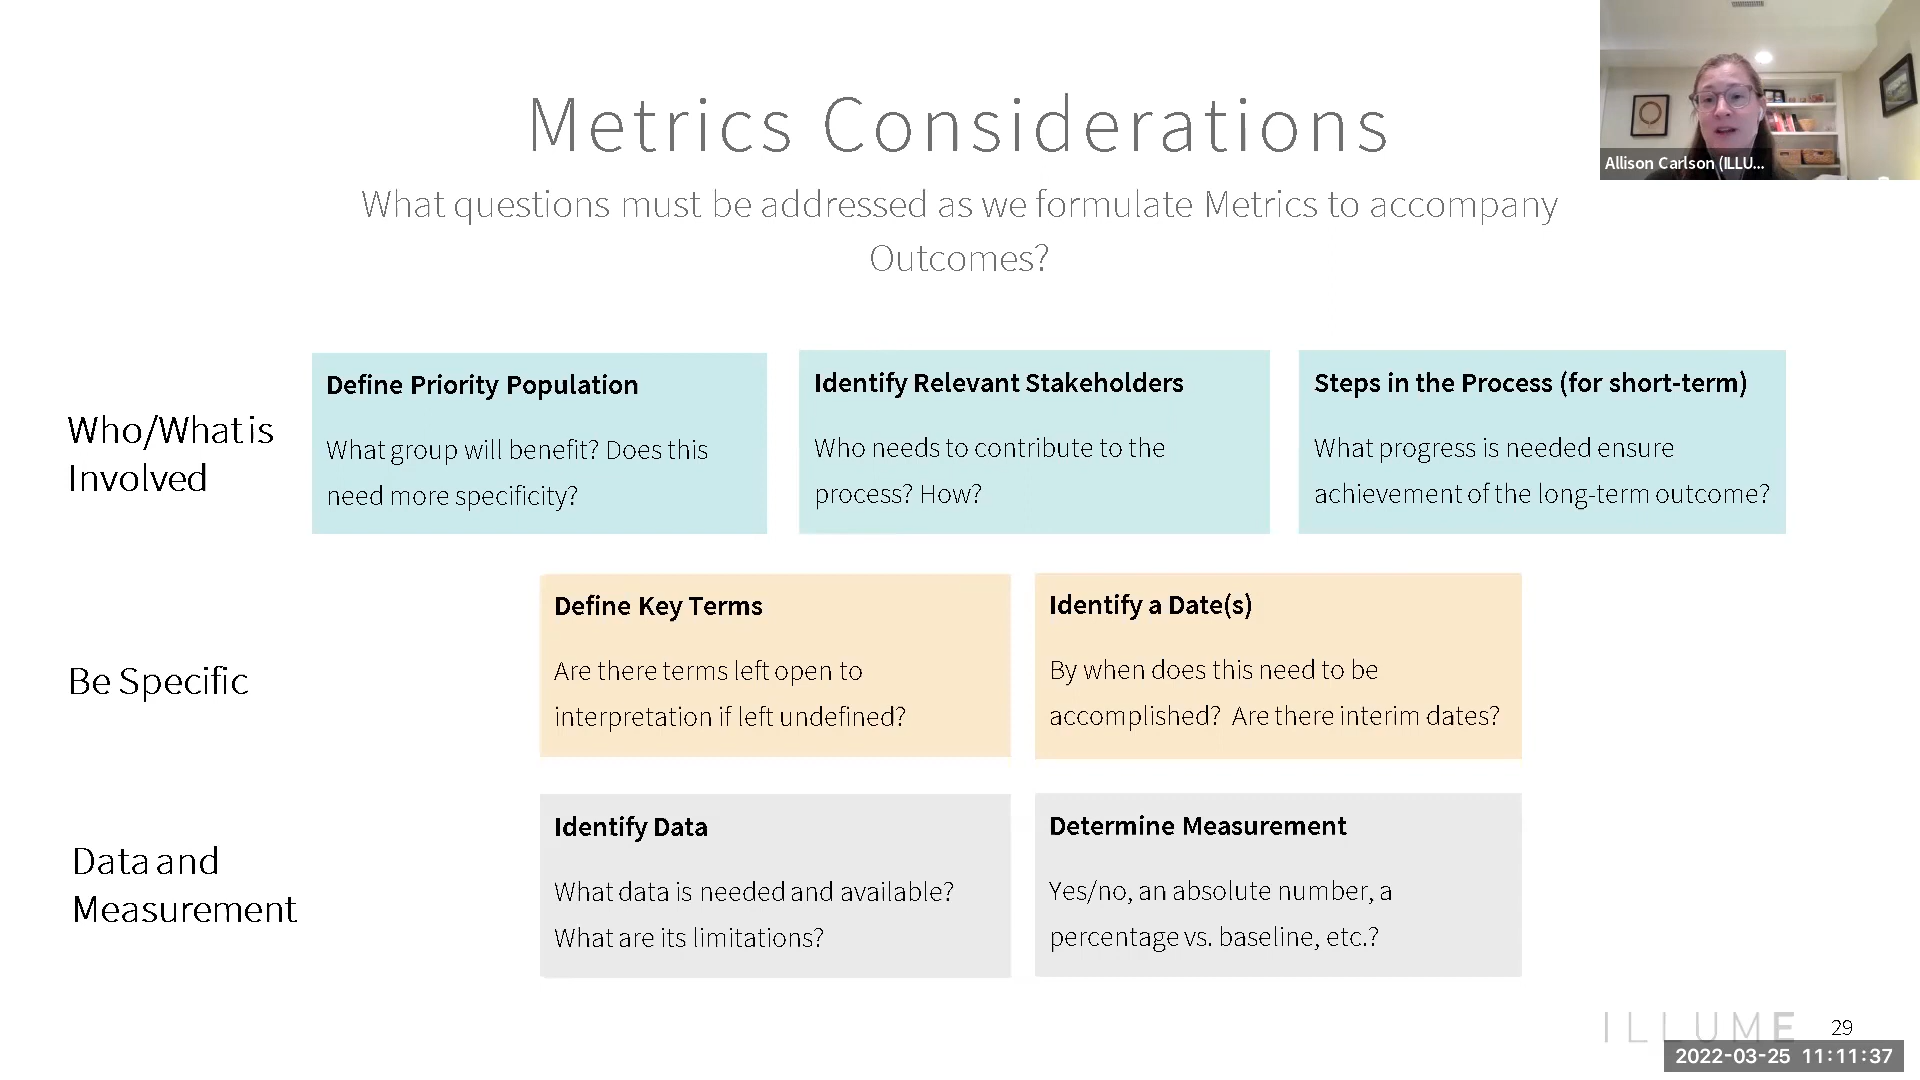 Metrics Considerations
What questions must be addressed as we formulate Metrics to accompany
Outcomes?
Allison Carlson (ILLU...
Who/What is
Involved
Define Priority Population
What group will benefit? Does this
need more specificity?
Identify Relevant Stakeholders
Who needs to contribute to the
process? How?
Steps in the Process (for short-term)
What progress is needed ensure
achievement of the long-term outcome?
Be Specific
Define Key Terms
Are there terms left open to
interpretation if left undefined?
Identify a Date(s)
By when does this need to be
accomplished? Are there interim dates?
Data and
Measurement
Identify Data
What data is needed and available?
What are its limitations?
Determine Measurement
Yes/no, an absolute number, a
percentage vs. baseline, etc.?
ILLUME
29
2022-03-25 11:11:37